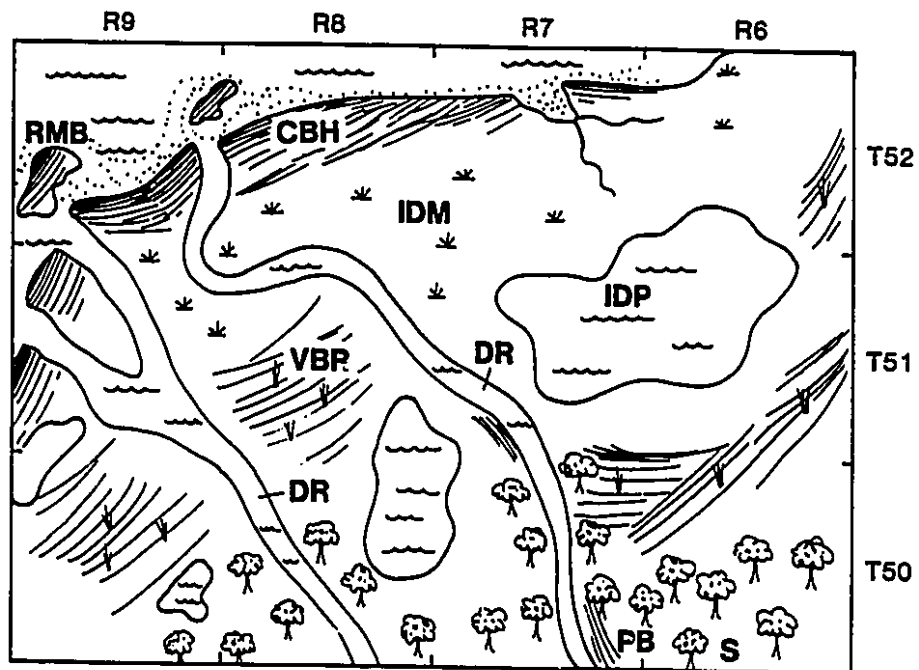 R9 R8 R7 R6
RMB
CBH
T52
IDM
IDP
VBR
DR
T51
DR
T50
PB
S